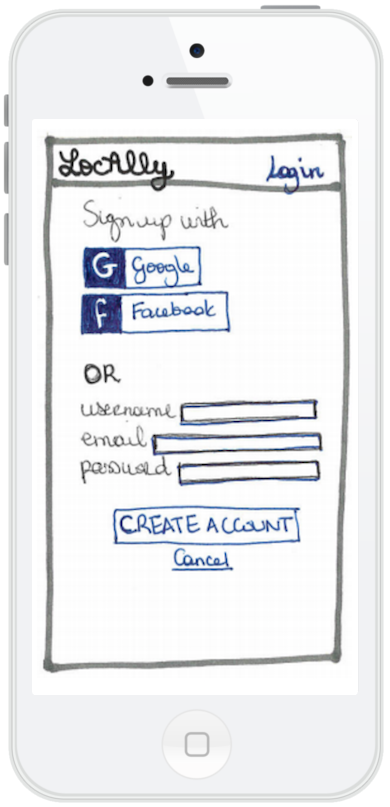 LocAlly Login
Sign up with
G Google
f Facebook
OR
username
email
password
CREATE ACCOUNT
Cancel